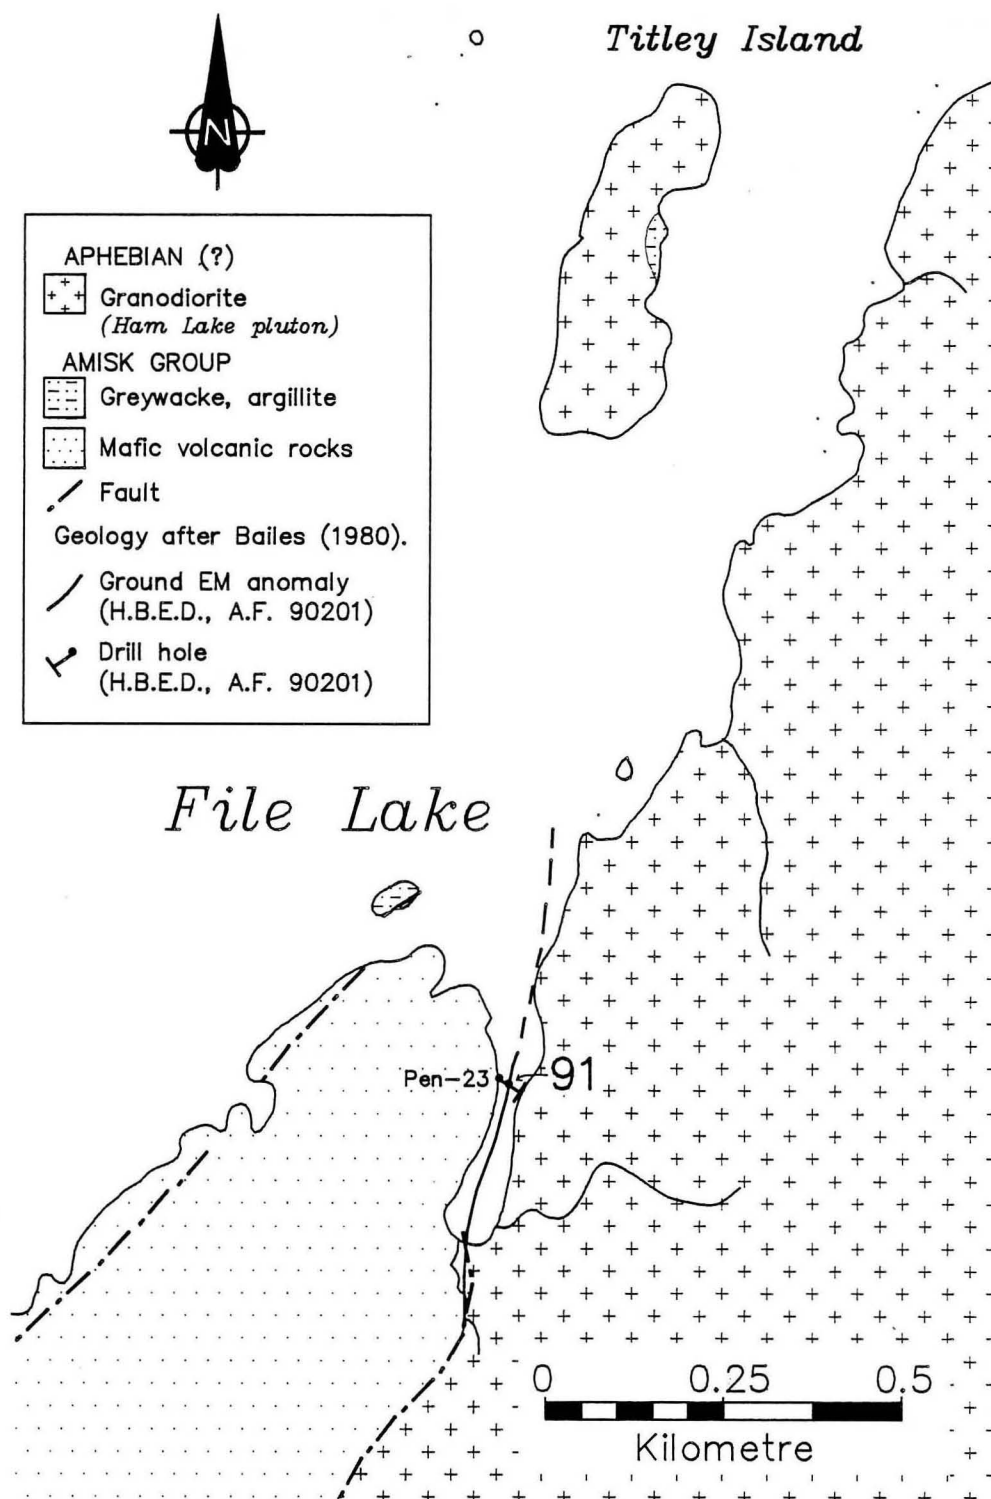 Titley Island
N
APHEBIAN (?)
Granodiorite
(Ham Lake pluton)
AMISK GROUP
Greywacke, argillite
Mafic volcanic rocks
Fault
Geology after Bailes (1980).
Ground EM anomaly
(H.B.E.D., A.F. 90201)
Drill hole
(H.B.E.D., A.F. 90201)
File Lake
Pen-23
91
0 0.25 0.5
Kilometre